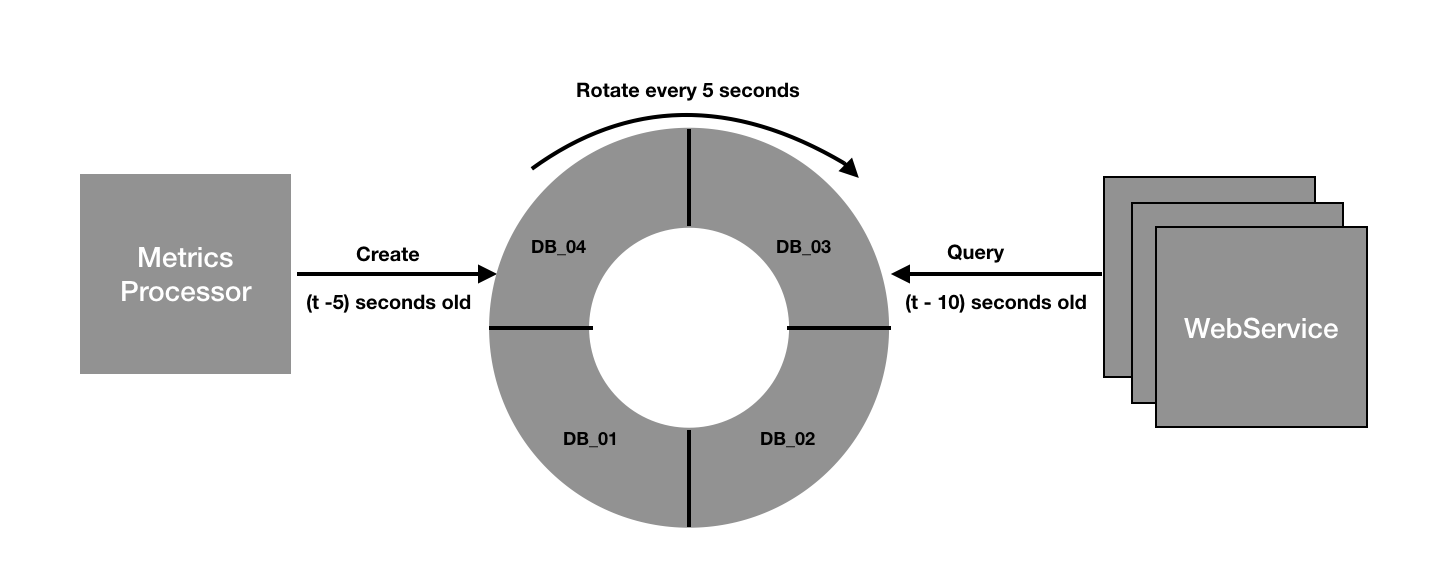 Rotate every 5 seconds
Metrics
Processor
Create
(t -5) seconds old
DB_04
DB_03
Query
(t - 10) seconds old
WebService
DB_01
DB_02